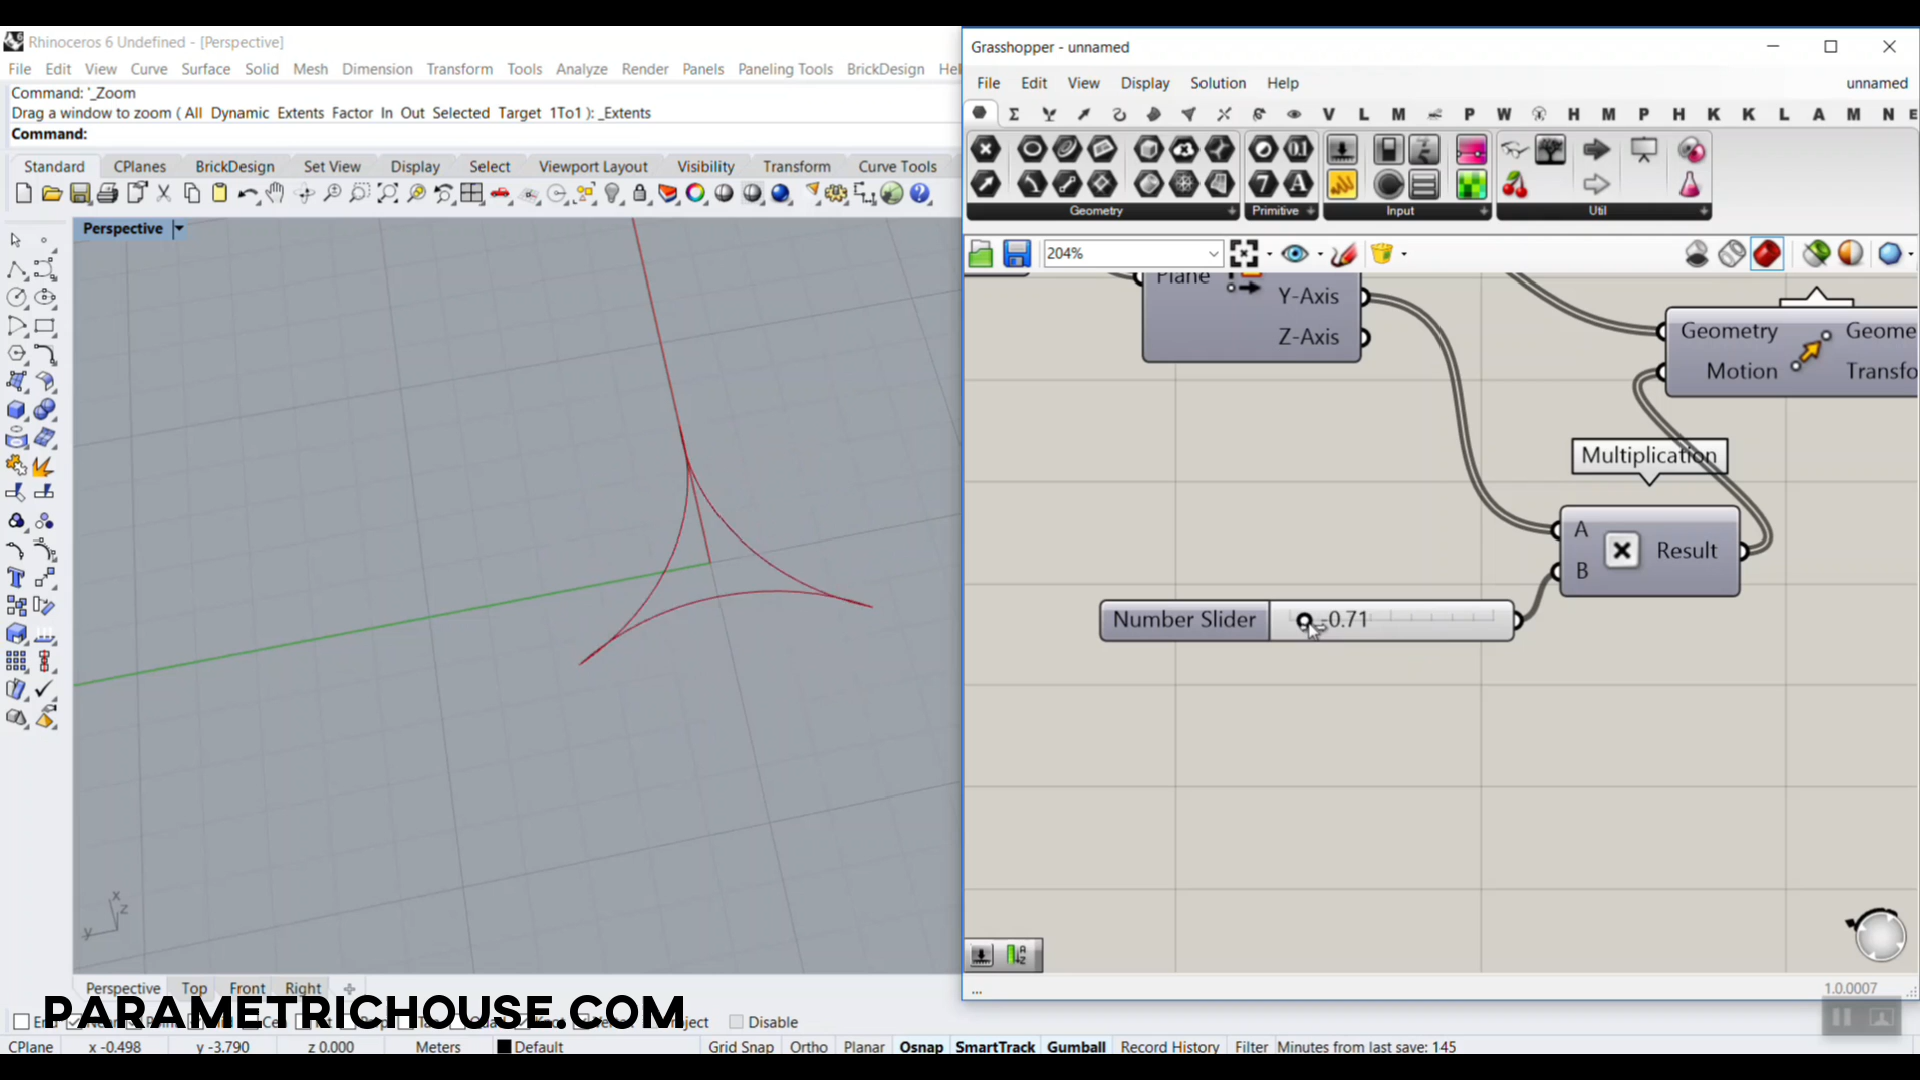 Rhinoceros 6 Undefined - [Perspective]
File Edit View Curve Surface Solid Mesh Dimension Transform Tools Analyze Render Panels Paneling Tools BrickDesign Hel
Command: '_Zoom
Drag a window to zoom ( All Dynamic Extents Factor In Out Selected Target 1To1 ): _Extents
Command:
Standard CPlanes BrickDesign Set View Display Select Viewport Layout Visibility Transform Curve Tools
Perspective
x
z
y
Perspective Top Front Right
PARAMETRICHOUSE.COM
Disable
CPlane x -0.498 y -3.790 z 0.000 Meters Default Grid Snap Ortho Planar Osnap SmartTrack Gumball Record History Filter Minutes from last save: 145
Grasshopper - unnamed
File Edit View Display Solution Help unnamed
V L M P W H M P H K K L A M N E
Geometry Primitive Input Util
204%
Plane
Y-Axis
Z-Axis
Geometry Geome
Motion Transfo
Multiplication
A
B
Result
Number Slider -0.71
...
1.0.0007